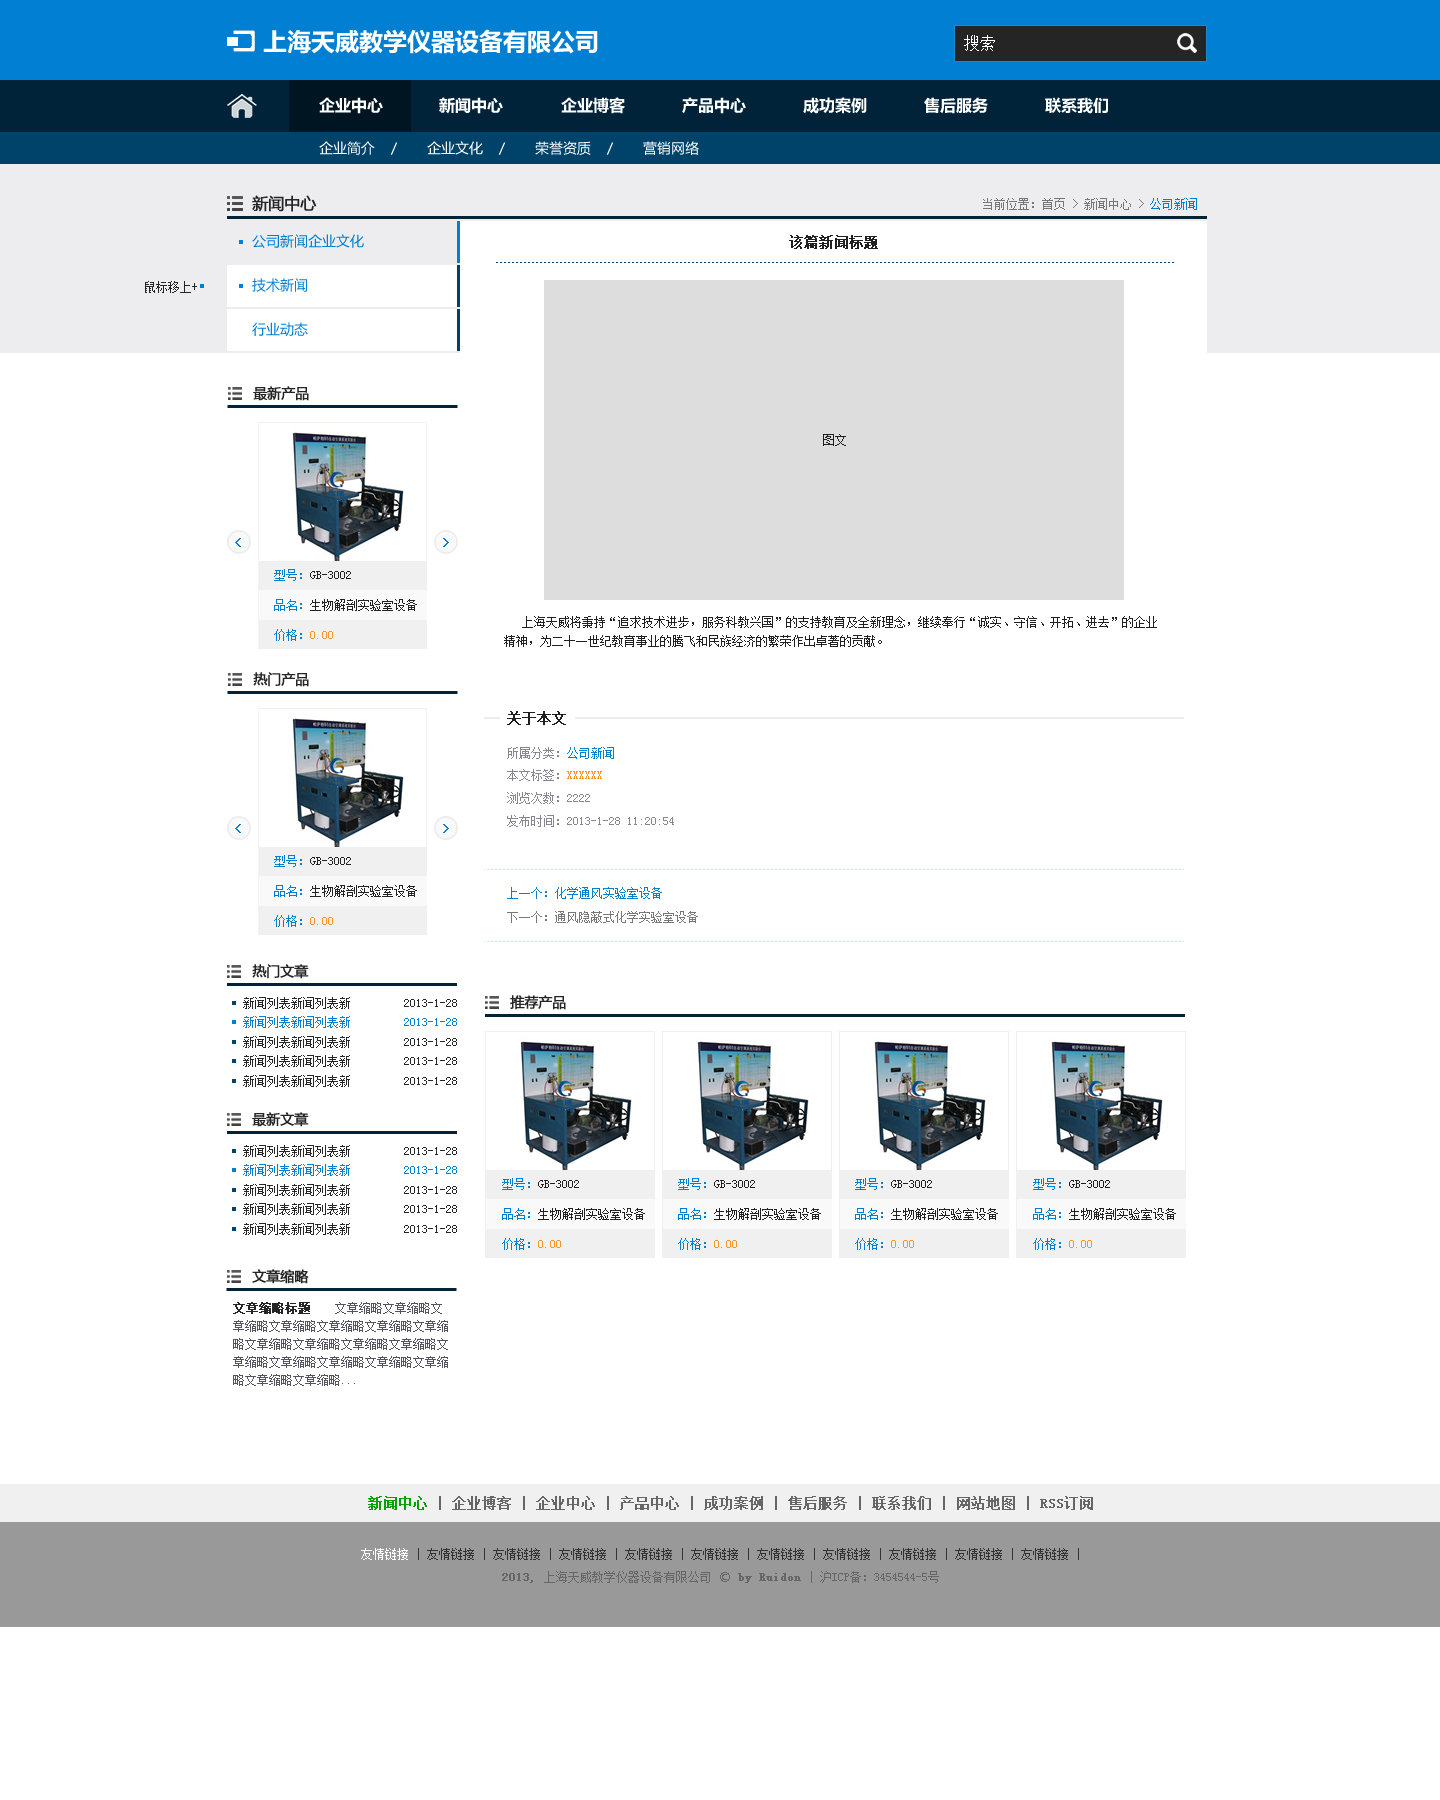 上海天威教学仪器设备有限公司
搜索
企业中心 新闻中心 企业博客 产品中心 成功案例 售后服务 联系我们
企业简介 / 企业文化 / 荣誉资质 / 营销网络
新闻中心
当前位置: 首页 > 新闻中心 > 公司新闻
公司新闻企业文化
技术新闻
行业动态
鼠标移上+
该篇新闻标题
图文
上海天威将秉持“追求技术进步，服务科教兴国”的支持教育及全新理念，继续奉行“诚实、守信、开拓、进去”的企业
精神，为二十一世纪教育事业的腾飞和民族经济的繁荣作出卓著的贡献。
最新产品
型号: GB-3002
品名: 生物解剖实验室设备
价格: 0.00
热门产品
型号: GB-3002
品名: 生物解剖实验室设备
价格: 0.00
关于本文
所属分类: 公司新闻
本文标签: XXXXXX
浏览次数: 2222
发布时间: 2013-1-28 11:20:54
上一个: 化学通风实验室设备
下一个: 通风隐蔽式化学实验室设备
热门文章
新闻列表新闻列表新 2013-1-28
新闻列表新闻列表新 2013-1-28
新闻列表新闻列表新 2013-1-28
新闻列表新闻列表新 2013-1-28
新闻列表新闻列表新 2013-1-28
最新文章
新闻列表新闻列表新 2013-1-28
新闻列表新闻列表新 2013-1-28
新闻列表新闻列表新 2013-1-28
新闻列表新闻列表新 2013-1-28
新闻列表新闻列表新 2013-1-28
文章缩略
文章缩略标题 文章缩略文章缩略文
章缩略文章缩略文章缩略文章缩略文章缩
略文章缩略文章缩略文章缩略文章缩略文
章缩略文章缩略文章缩略文章缩略文章缩
略文章缩略文章缩略...
推荐产品
型号: GB-3002 型号: GB-3002 型号: GB-3002 型号: GB-3002
品名: 生物解剖实验室设备 品名: 生物解剖实验室设备 品名: 生物解剖实验室设备 品名: 生物解剖实验室设备
价格: 0.00 价格: 0.00 价格: 0.00 价格: 0.00
新闻中心 | 企业博客 | 企业中心 | 产品中心 | 成功案例 | 售后服务 | 联系我们 | 网站地图 | RSS订阅
友情链接 | 友情链接 | 友情链接 | 友情链接 | 友情链接 | 友情链接 | 友情链接 | 友情链接 | 友情链接 | 友情链接 | 友情链接 |
2013, 上海天威教学仪器设备有限公司 © by Ruidon | 沪ICP备: 3454544-5号